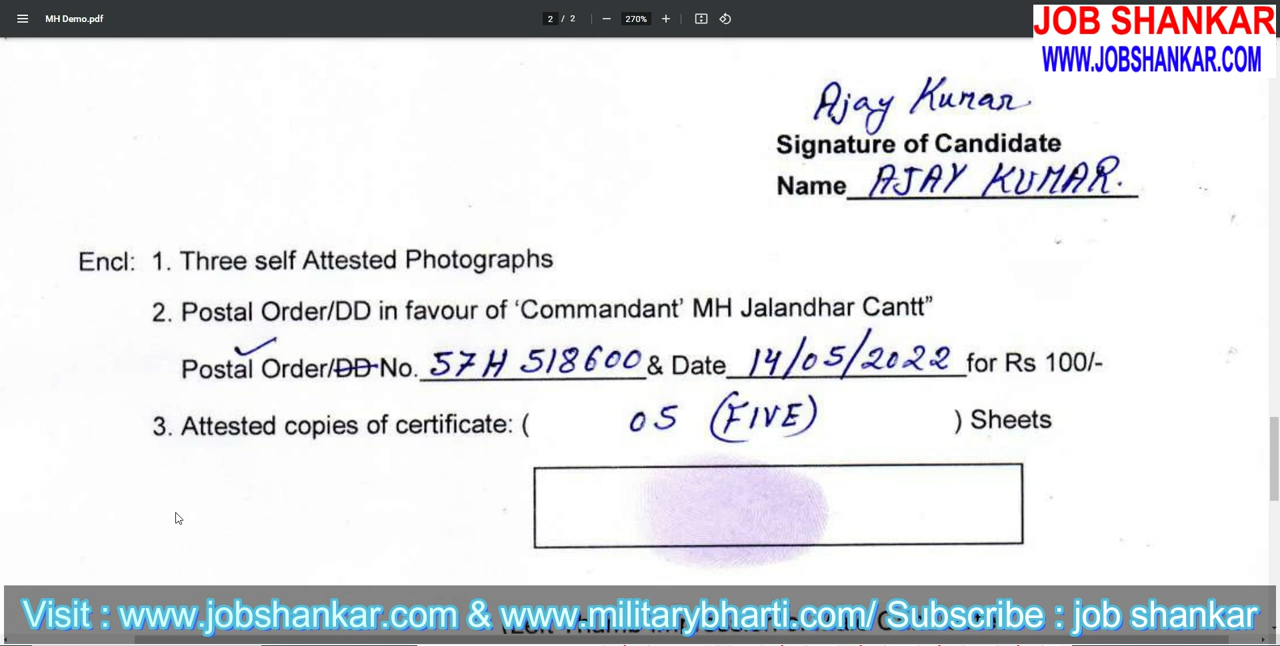 MH Demo.pdf
2 / 2
270%
JOB SHANKAR
WWW.JOBSHANKAR.COM
Ajay Kumar
Signature of Candidate
Name AJAY KUMAR.
Encl: 1. Three self Attested Photographs
2. Postal Order/DD in favour of ‘Commandant’ MH Jalandhar Cantt”
Postal Order/DD No. 57H 518600 & Date 14/05/2022 for Rs 100/-
3. Attested copies of certificate: ( 05 (FIVE) ) Sheets
Visit : www.jobshankar.com & www.militarybharti.com/ Subscribe : job shankar